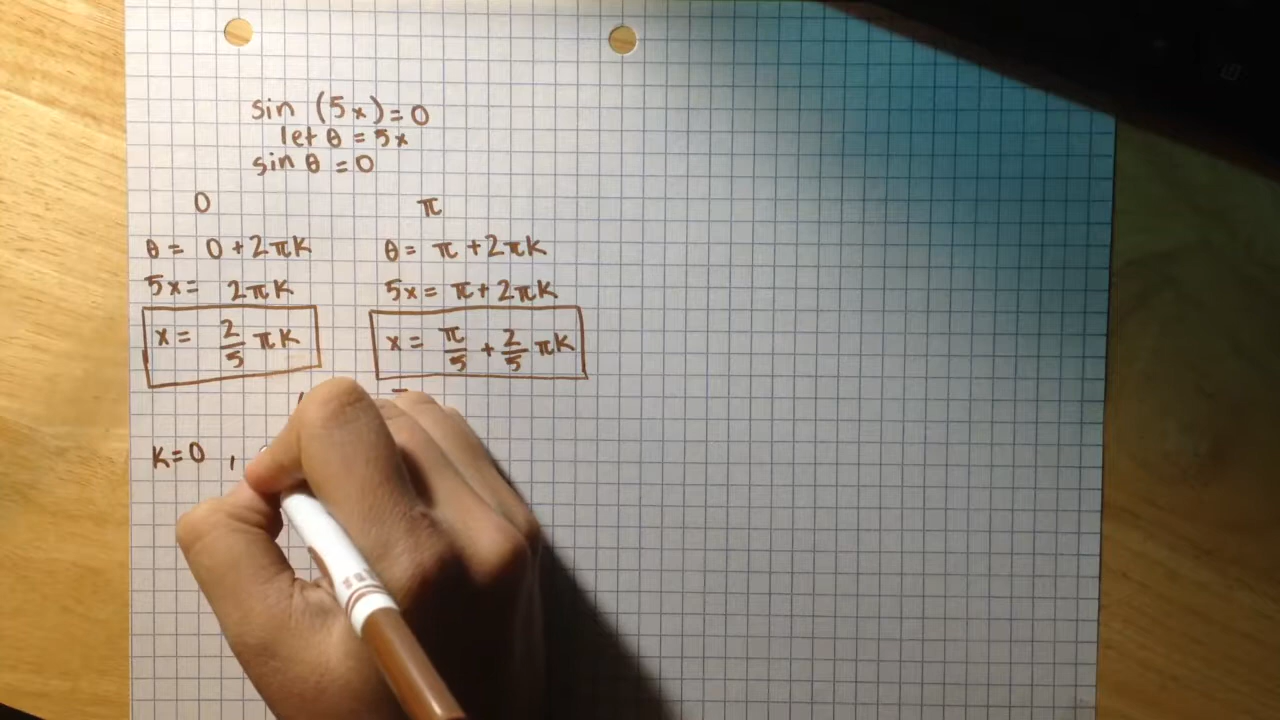 sin (5x) = 0
let θ = 5x
sin θ = 0
0 π
θ = 0 + 2πk θ = π + 2πk
5x = 2πk 5x = π + 2πk
x = 2/5 πk x = π/5 + 2/5 πk
k = 0 ,